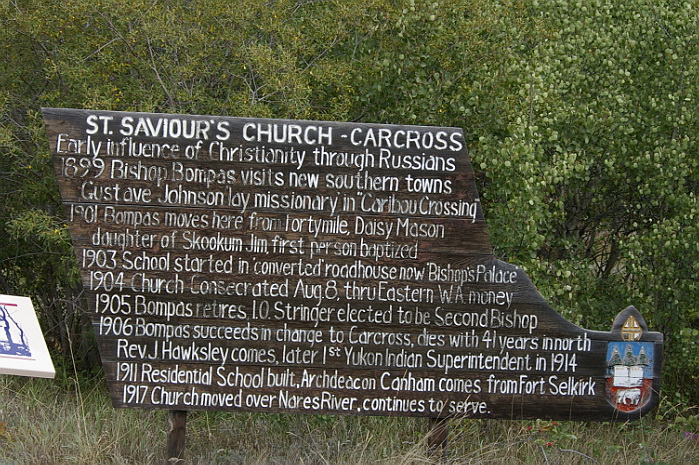 ST. SAVIOUR'S CHURCH - CARCROSS
Early influence of Christianity through Russians
1899 Bishop Bompas visits new southern towns
Gustave Johnson lay missionary in "Caribou Crossing
1901 Bompas moves here from Fortymile, Daisy Mason
daughter of Skookum Jim first person baptized
1903 School started in converted roadhouse now 'Bishop's Palace
1904 Church Consecrated Aug. 8, thru Eastern W.A. money
1905 Bompas retires I.O. Stringer elected to be Second Bishop
1906 Bompas succeeds in change to Carcross, dies with 41 years in north
Rev. J Hawksley comes, later 1st Yukon Indian Superintendent in 1914
1911 Residential School built, Archdeacon Canham comes from Fort Selkirk
1917 Church moved over Nares River, continues to serve.